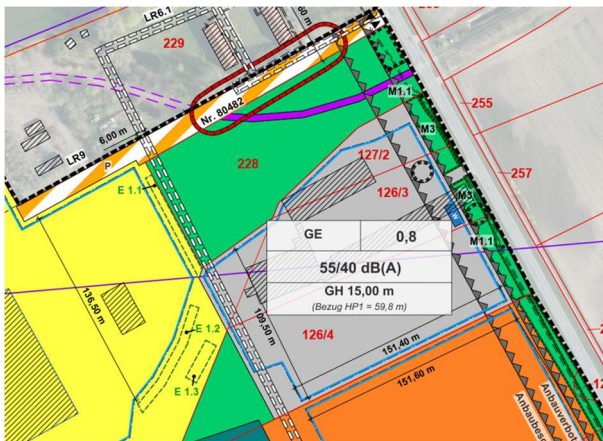 LR6.1
229
60
Nr. 80482
M1.1
255
M3
6,00 m
LR9
P
228
127/2
257
E 1.1
126/3
M3
GE 0,8
M1.1
55/40 dB(A)
GH 15,00 m
(Bezug HP1 = 59,8 m)
136,50 m
109,50 m
E 1.2
126/4
151,40 m
E 1.3
151,60 m
Anbaubes
Anbauverbot